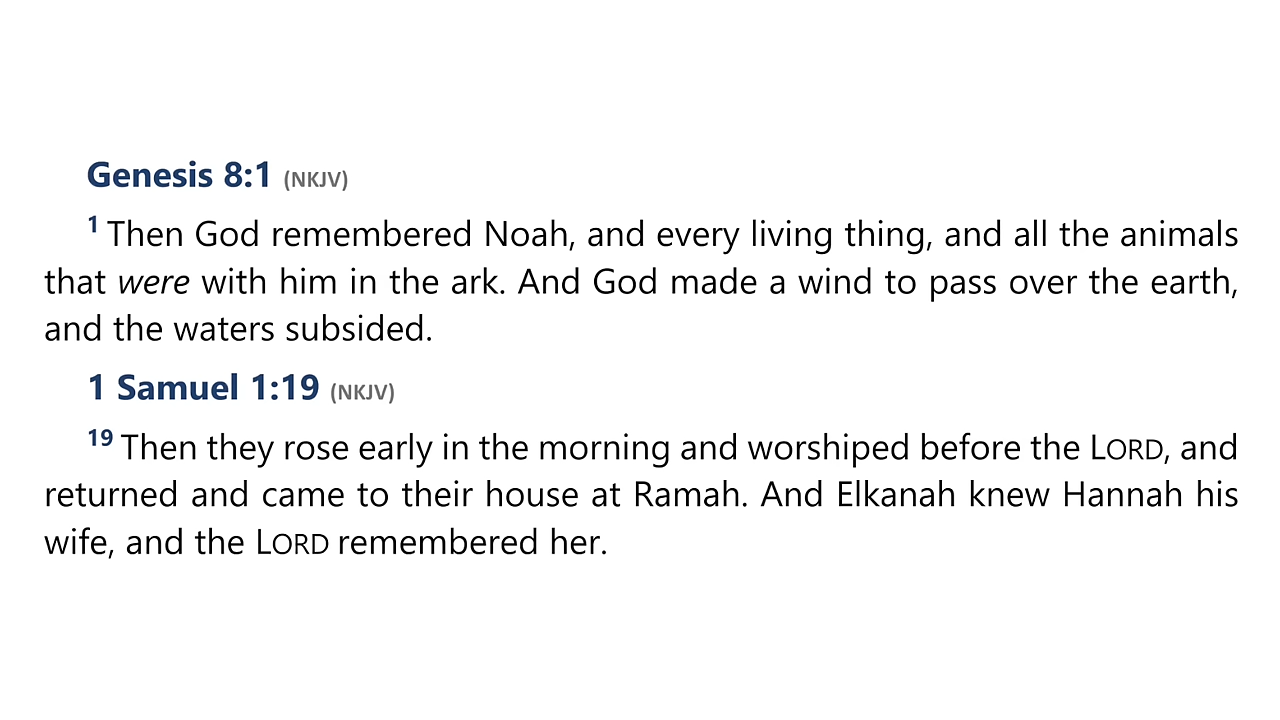 Genesis 8:1 (NKJV)
1 Then God remembered Noah, and every living thing, and all the animals
that were with him in the ark. And God made a wind to pass over the earth,
and the waters subsided.
1 Samuel 1:19 (NKJV)
19 Then they rose early in the morning and worshiped before the LORD, and
returned and came to their house at Ramah. And Elkanah knew Hannah his
wife, and the LORD remembered her.